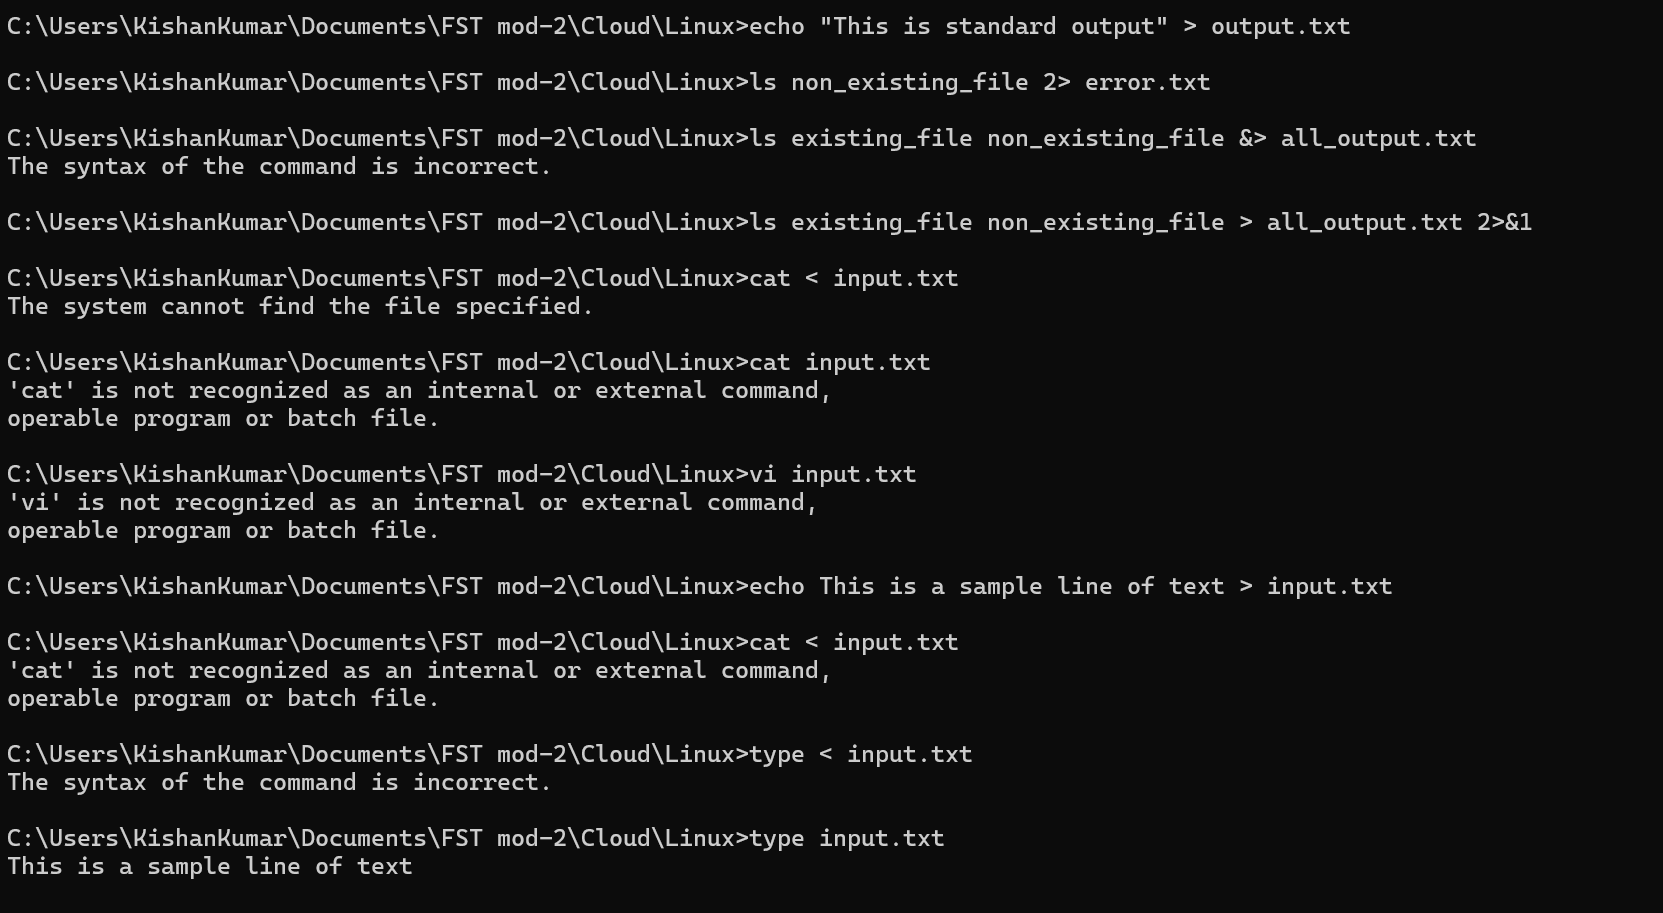 C:\Users\KishanKumar\Documents\FST mod-2\Cloud\Linux>echo "This is standard output" > output.txt
C:\Users\KishanKumar\Documents\FST mod-2\Cloud\Linux>ls non_existing_file 2> error.txt
C:\Users\KishanKumar\Documents\FST mod-2\Cloud\Linux>ls existing_file non_existing_file &> all_output.txt
The syntax of the command is incorrect.
C:\Users\KishanKumar\Documents\FST mod-2\Cloud\Linux>ls existing_file non_existing_file > all_output.txt 2>&1
C:\Users\KishanKumar\Documents\FST mod-2\Cloud\Linux>cat < input.txt
The system cannot find the file specified.
C:\Users\KishanKumar\Documents\FST mod-2\Cloud\Linux>cat input.txt
'cat' is not recognized as an internal or external command,
operable program or batch file.
C:\Users\KishanKumar\Documents\FST mod-2\Cloud\Linux>vi input.txt
'vi' is not recognized as an internal or external command,
operable program or batch file.
C:\Users\KishanKumar\Documents\FST mod-2\Cloud\Linux>echo This is a sample line of text > input.txt
C:\Users\KishanKumar\Documents\FST mod-2\Cloud\Linux>cat < input.txt
'cat' is not recognized as an internal or external command,
operable program or batch file.
C:\Users\KishanKumar\Documents\FST mod-2\Cloud\Linux>type < input.txt
The syntax of the command is incorrect.
C:\Users\KishanKumar\Documents\FST mod-2\Cloud\Linux>type input.txt
This is a sample line of text